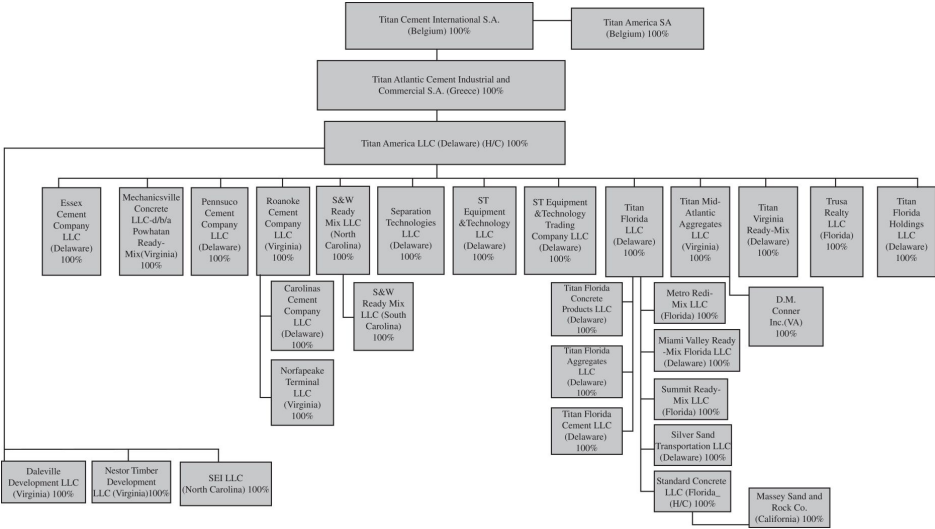 Titan Cement International S.A.
(Belgium) 100%
Titan America SA
(Belgium) 100%
Titan Atlantic Cement Industrial and
Commercial S.A. (Greece) 100%
Titan America LLC (Delaware) (H/C) 100%
Essex
Cement
Company
LLC
(Delaware)
100%
Mechanicsville
Concrete
LLC-d/b/a
Powhatan
Ready-
Mix(Virginia)
100%
Pennsuco
Cement
Company
LLC
(Delaware)
100%
Roanoke
Cement
Company
LLC
(Virginia)
100%
S&W
Ready
Mix LLC
(North
Carolina)
100%
Separation
Technologies
LLC
(Delaware)
100%
ST
Equipment
&Technology
LLC
(Delaware)
100%
ST Equipment
&Technology
Trading
Company LLC
(Delaware)
100%
Titan
Florida
LLC
(Delaware)
100%
Titan Mid-
Atlantic
Aggregates
LLC
(Virginia)
100%
Titan
Virginia
Ready-Mix
(Delaware)
100%
Trusa
Realty LLC
(Florida)
100%
Titan
Florida
Holdings
LLC
(Delaware)
100%
Carolinas
Cement
Company
LLC
(Delaware)
100%
S&W
Ready Mix
LLC (South
Carolina)
100%
Titan Florida
Concrete
Products LLC
(Delaware)
100%
Metro Redi-
Mix LLC
(Florida) 100%
D.M.
Conner
Inc.(VA)
100%
Miami Valley Ready
-Mix Florida LLC
(Delaware) 100%
Norfapeake
Terminal
LLC
(Virginia)
100%
Titan Florida
Aggregates
LLC
(Delaware)
100%
Summit Ready-
Mix LLC
(Florida) 100%
Titan Florida
Cement LLC
(Delaware)
100%
Silver Sand
Transportation LLC
(Delaware) 100%
Daleville
Development LLC
(Virginia) 100%
Nestor Timber
Development
LLC (Virginia)100%
SEI LLC
(North Carolina) 100%
Standard Concrete
LLC (Florida_
(H/C) 100%
Massey Sand and
Rock Co.
(California) 100%